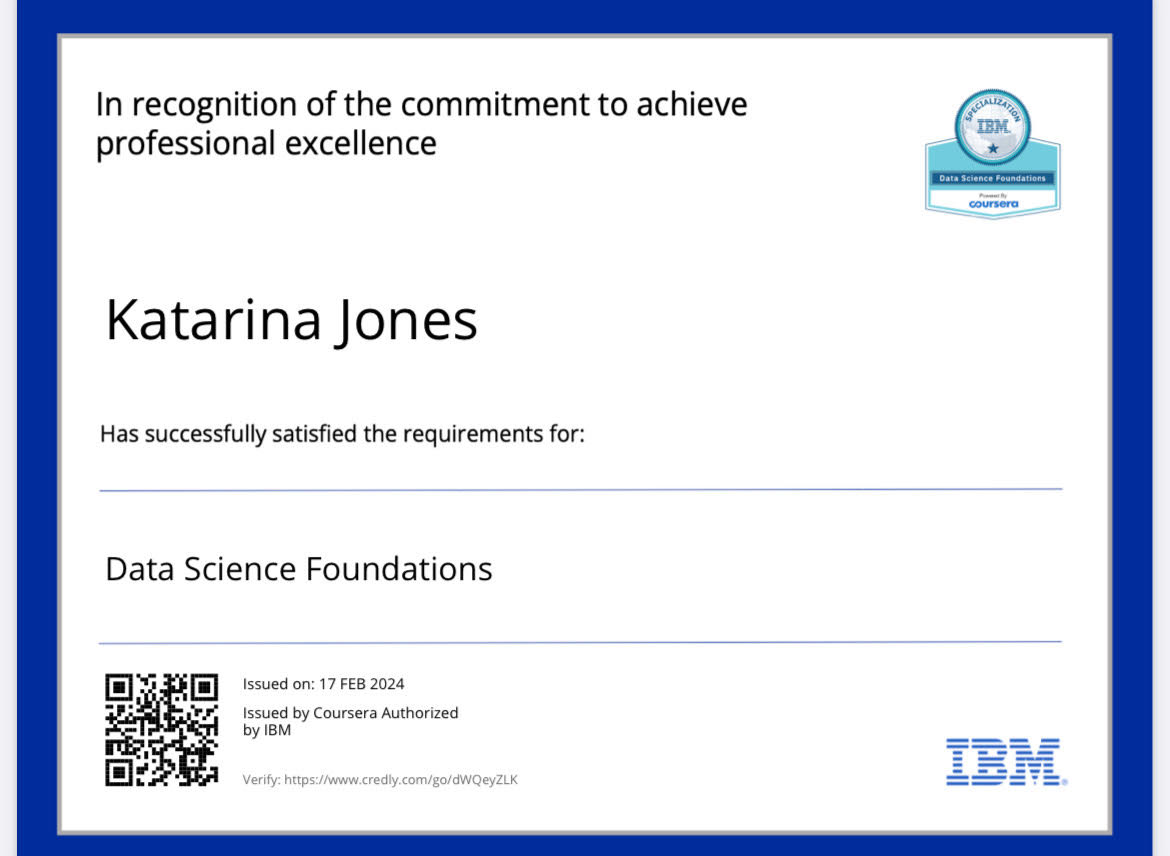 In recognition of the commitment to achieve
professional excellence
SPECIALIZATION
IBM
Data Science Foundations
Powered By
coursera
Katarina Jones
Has successfully satisfied the requirements for:
Data Science Foundations
Issued on: 17 FEB 2024
Issued by Coursera Authorized
by IBM
Verify: https://www.credly.com/go/dWQeyZLK
IBM®